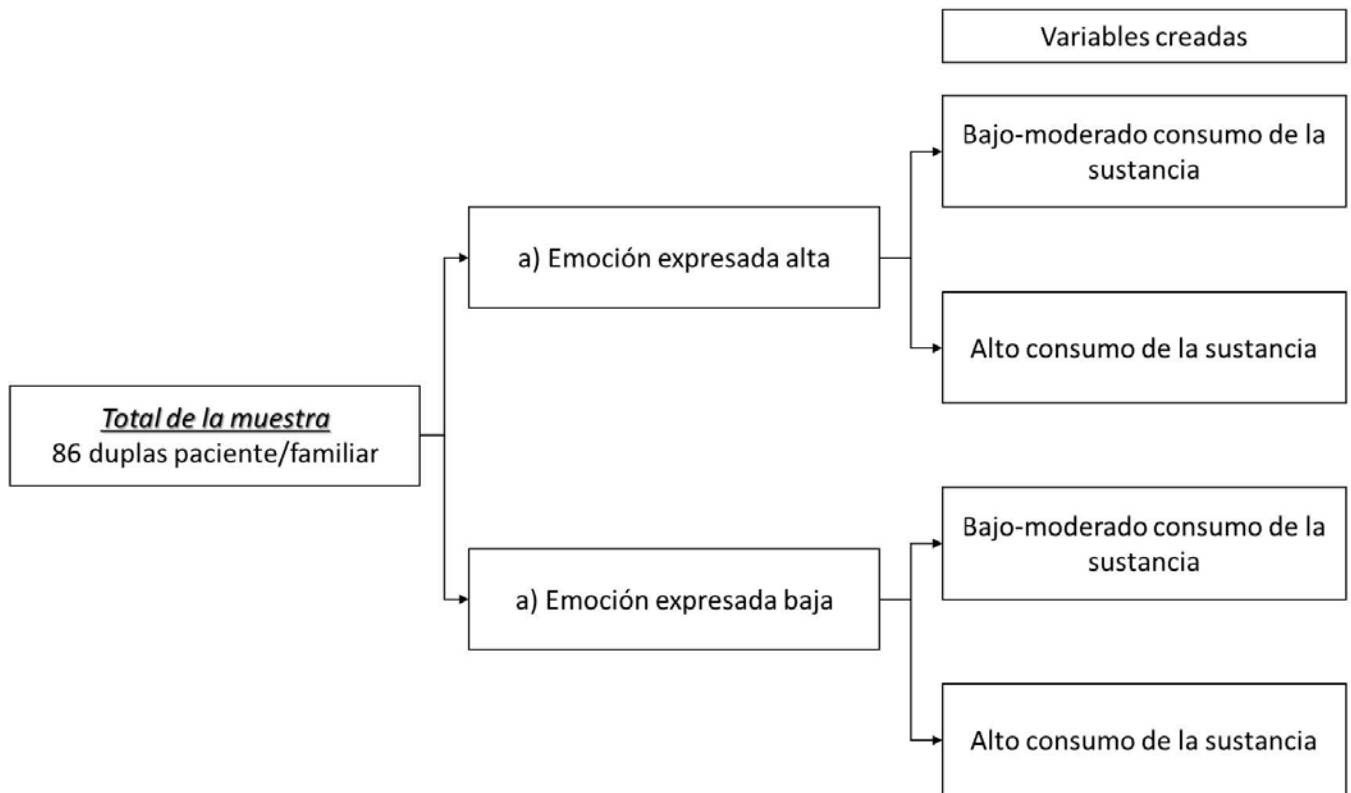 Variables creadas
Bajo-moderado consumo de la
sustancia
a) Emoción expresada alta
Alto consumo de la sustancia
Total de la muestra
86 duplas paciente/familiar
Bajo-moderado consumo de la
sustancia
a) Emoción expresada baja
Alto consumo de la sustancia